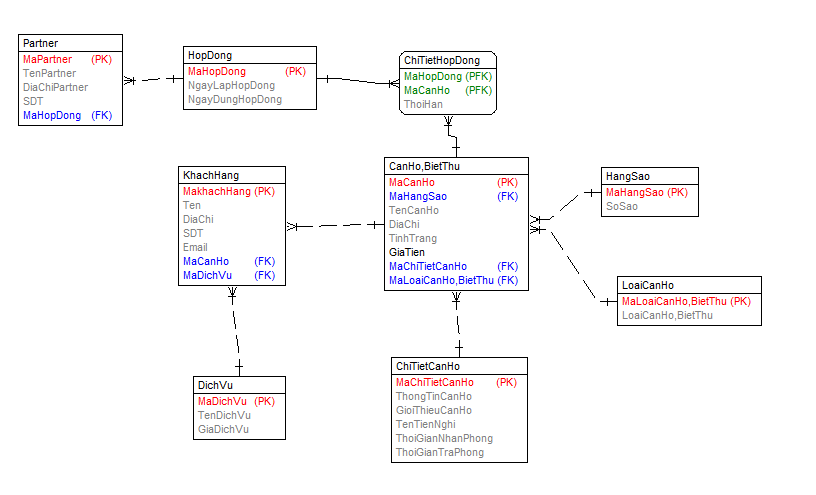 Partner
MaPartner (PK)
TenPartner
DiaChiPartner
SDT
MaHopDong (FK)
HopDong
MaHopDong (PK)
NgayLapHopDong
NgayDungHopDong
ChiTietHopDong
MaHopDong (PFK)
MaCanHo (PFK)
ThoiHan
KhachHang
MakhachHang (PK)
Ten
DiaChi
SDT
Email
MaCanHo (FK)
MaDichVu (FK)
CanHo,BietThu
MaCanHo (PK)
MaHangSao (FK)
TenCanHo
DiaChi
TinhTrang
GiaTien
MaChiTietCanHo (FK)
MaLoaiCanHo,BietThu (FK)
HangSao
MaHangSao (PK)
SoSao
LoaiCanHo
MaLoaiCanHo,BietThu (PK)
LoaiCanHo,BietThu
DichVu
MaDichVu (PK)
TenDichVu
GiaDichVu
ChiTietCanHo
MaChiTietCanHo (PK)
ThongTinCanHo
GioiThieuCanHo
TenTienNghi
ThoiGianNhanPhong
ThoiGianTraPhong